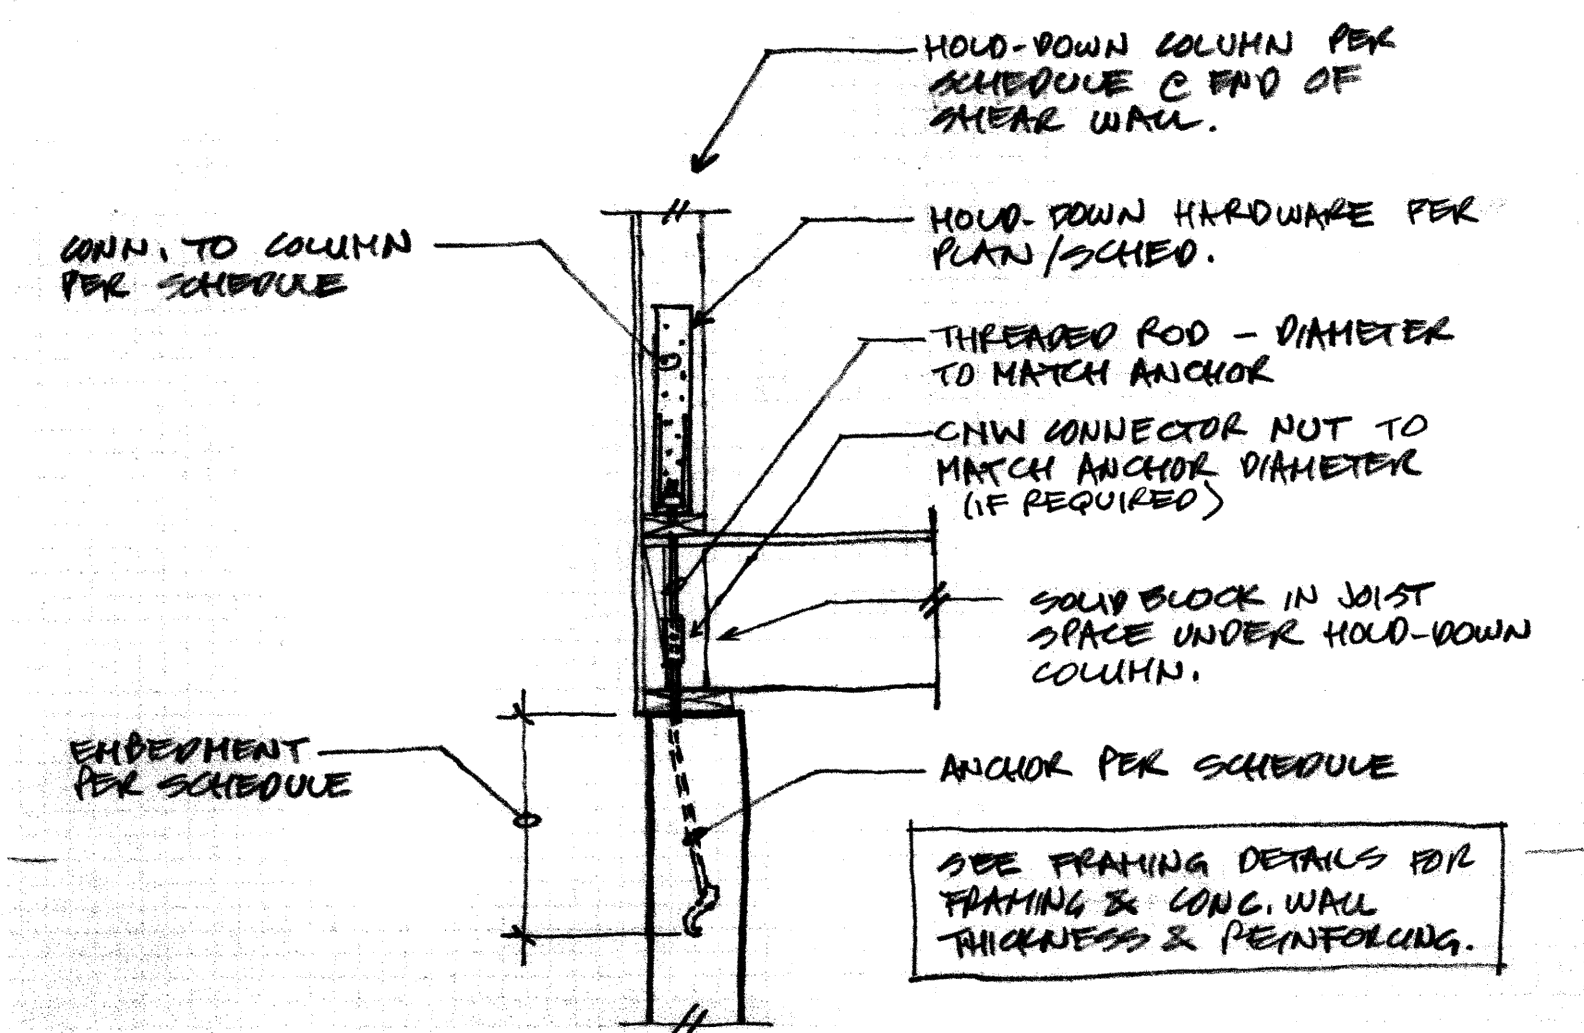 HOLD-DOWN COLUMN PER
SCHEDULE @ END OF
SHEAR WALL.
CONN. TO COLUMN
PER SCHEDULE
HOLD-DOWN HARDWARE PER
PLAN/SCHED.
THREADED ROD - DIAMETER
TO MATCH ANCHOR
CNW CONNECTOR NUT TO
MATCH ANCHOR DIAMETER
(IF REQUIRED)
SOLID BLOCK IN JOIST
SPACE UNDER HOLD-DOWN
COLUMN.
EMBEDMENT
PER SCHEDULE
ANCHOR PER SCHEDULE
SEE FRAMING DETAILS FOR
FRAMING & CONC. WALL
THICKNESS & REINFORCING.